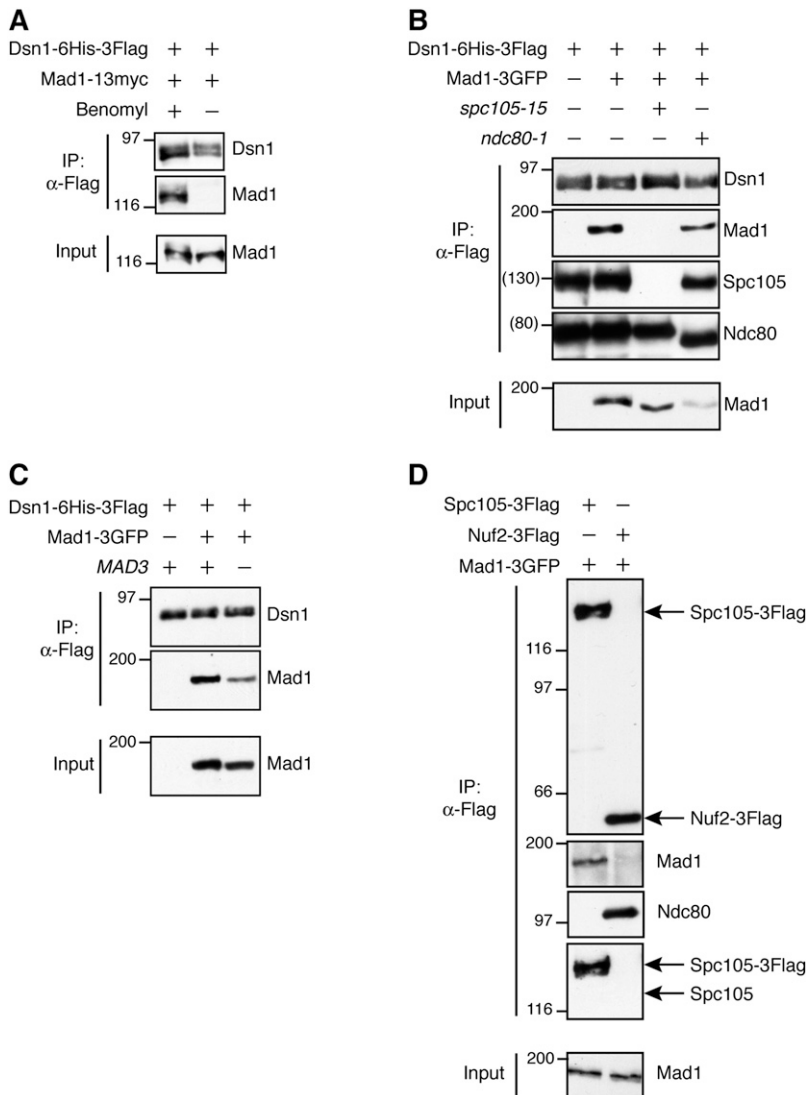 A
Dsn1-6His-3Flag + +
Mad1-13myc + +
Benomyl + –
97
IP:
α-Flag
Dsn1
116
Mad1
Input
116
Mad1
B
Dsn1-6His-3Flag + + + +
Mad1-3GFP – + + +
spc105-15 – – + –
ndc80-1 – – – +
97
Dsn1
200
IP:
α-Flag
Mad1
(130)
Spc105
(80)
Ndc80
200
Input
Mad1
C
Dsn1-6His-3Flag + + +
Mad1-3GFP – + +
MAD3 + + –
97
IP:
α-Flag
Dsn1
200
Mad1
200
Input
Mad1
D
Spc105-3Flag + –
Nuf2-3Flag – +
Mad1-3GFP + +
Spc105-3Flag
116
97
IP:
α-Flag
66
Nuf2-3Flag
200
Mad1
97
Ndc80
Spc105-3Flag
Spc105
116
200
Input
Mad1